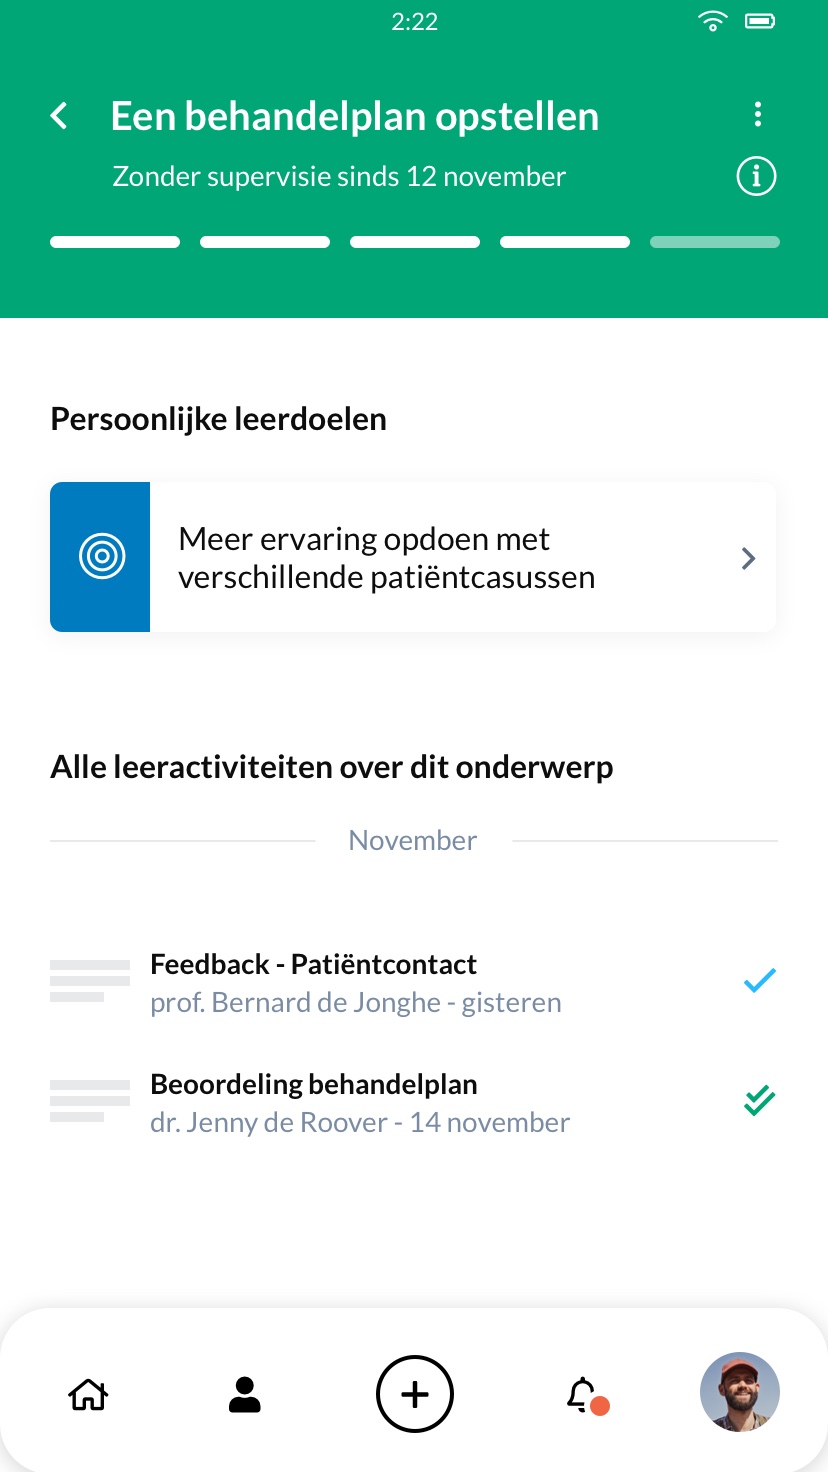 2:22
Een behandelplan opstellen
Zonder supervisie sinds 12 november
Persoonlijke leerdoelen
Meer ervaring opdoen met
verschillende patiëntcasussen
Alle leeractiviteiten over dit onderwerp
November
Feedback - Patiëntcontact
prof. Bernard de Jonghe - gisteren
Beoordeling behandelplan
dr. Jenny de Roover - 14 november